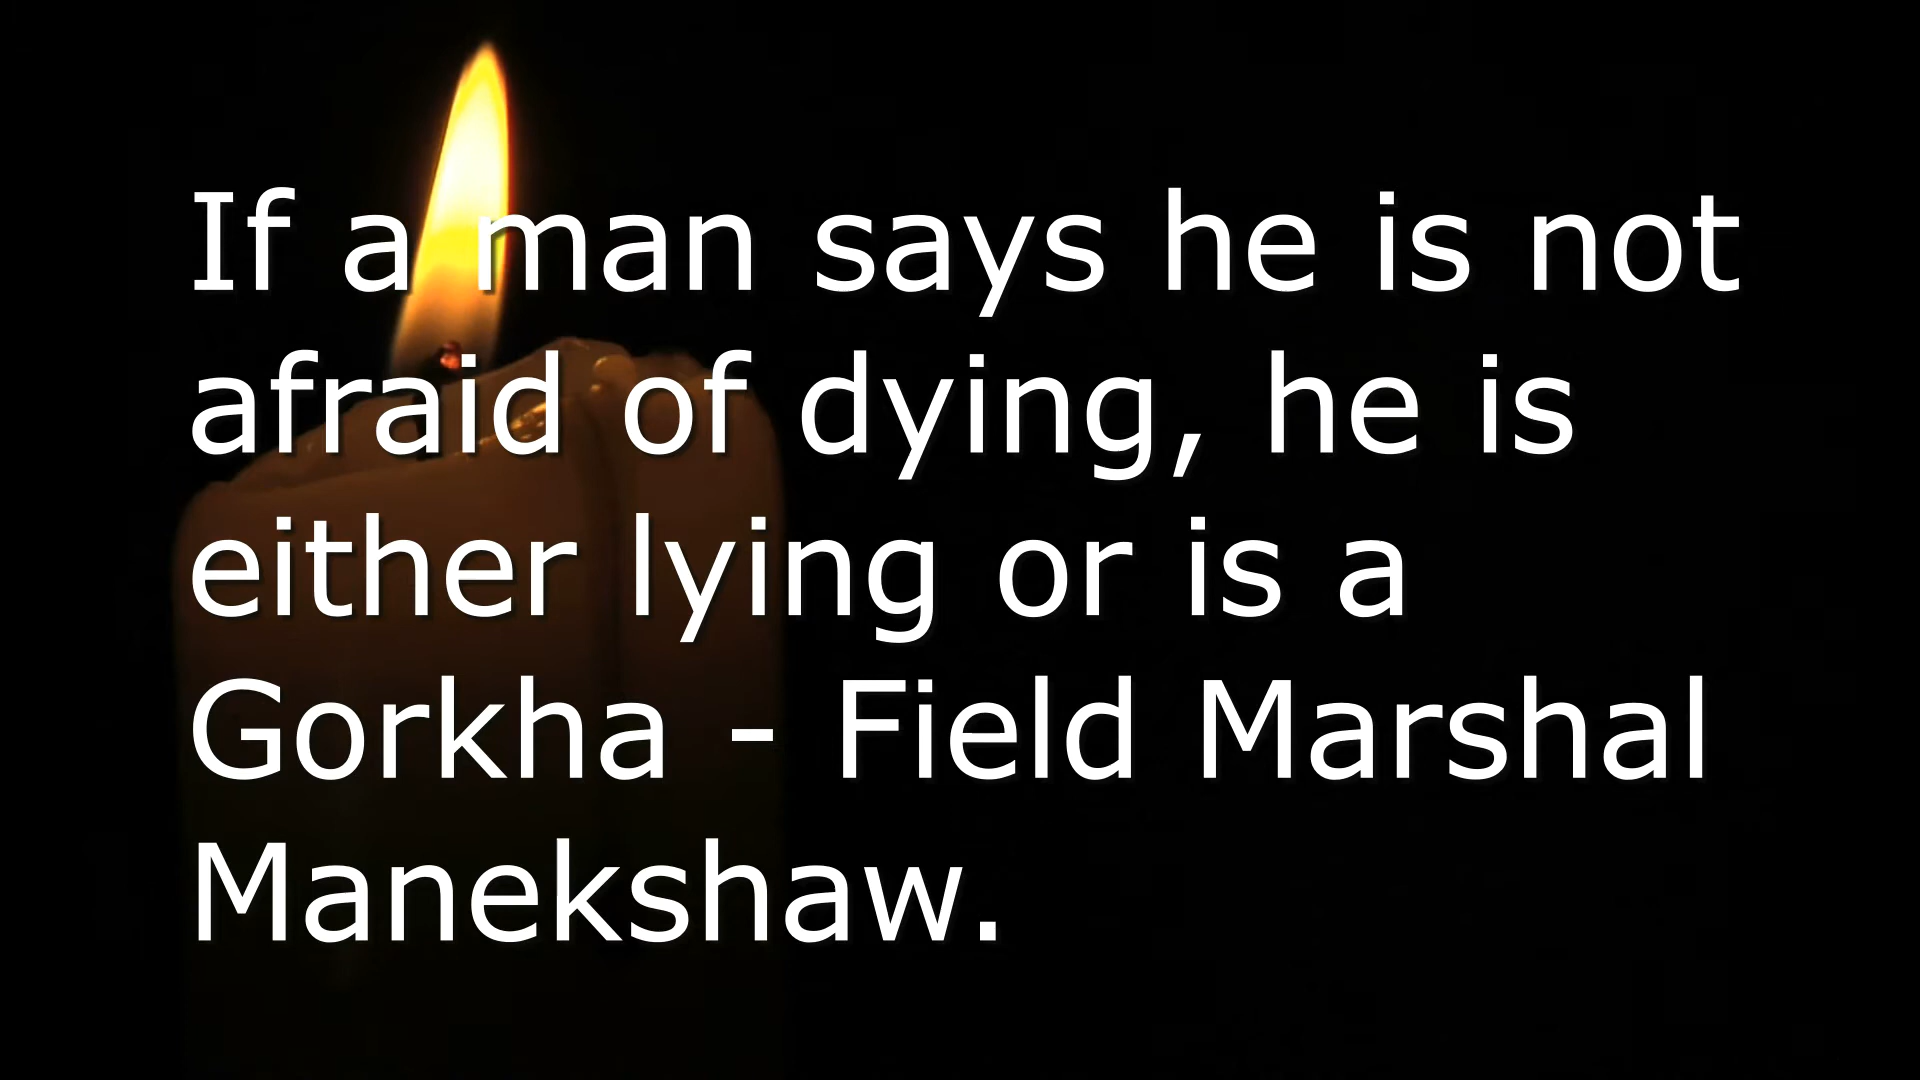 If a man says he is not
afraid of dying, he is
either lying or is a
Gorkha - Field Marshal
Manekshaw.